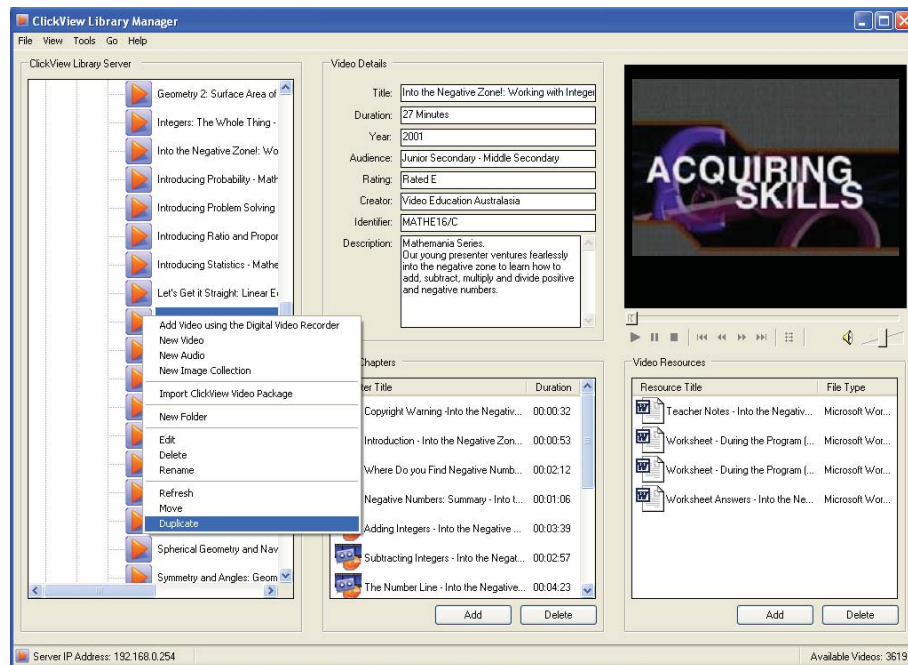 ClickView Library Manager
File View Tools Go Help
ClickView Library Server
Geometry 2: Surface Area of
Integers: The Whole Thing -
Into the Negative Zone!: Wo
Introducing Probability - Math
Introducing Problem Solving
Introducing Ratio and Propor
Introducing Statistics - Mathe
Let's Get it Straight: Linear E
Add Video using the Digital Video Recorder
New Video
New Audio
New Image Collection
Import ClickView Video Package
New Folder
Edit
Delete
Rename
Refresh
Move
Duplicate
Spherical Geometry and Nav
Symmetry and Angles: Geom
Video Details
Title: Into the Negative Zone!: Working with Integer
Duration: 27 Minutes
Year: 2001
Audience: Junior Secondary - Middle Secondary
Rating: Rated E
Creator: Video Education Australasia
Identifier: MATHE16/C
Description: Mathemania Series.
Our young presenter ventures fearlessly
into the negative zone to learn how to
add, subtract, multiply and divide positive
and negative numbers.
ACQUIRING
SKILLS
Chapters
er Title Duration
Copyright Warning -Into the Negativ... 00:00:32
Introduction - Into the Negative Zon... 00:00:53
Where Do you Find Negative Numb... 00:02:12
Negative Numbers: Summary - Into t... 00:01:06
Adding Integers - Into the Negative ... 00:03:39
Subtracting Integers - Into the Negat... 00:02:57
The Number Line - Into the Negative... 00:04:23
Add Delete
Video Resources
Resource Title File Type
Teacher Notes - Into the Negativ... Microsoft Wor...
Worksheet - During the Program (... Microsoft Wor...
Worksheet - During the Program (... Microsoft Wor...
Worksheet Answers - Into the Ne... Microsoft Wor...
Add Delete
Server IP Address: 192.168.0.254
Available Videos: 3619